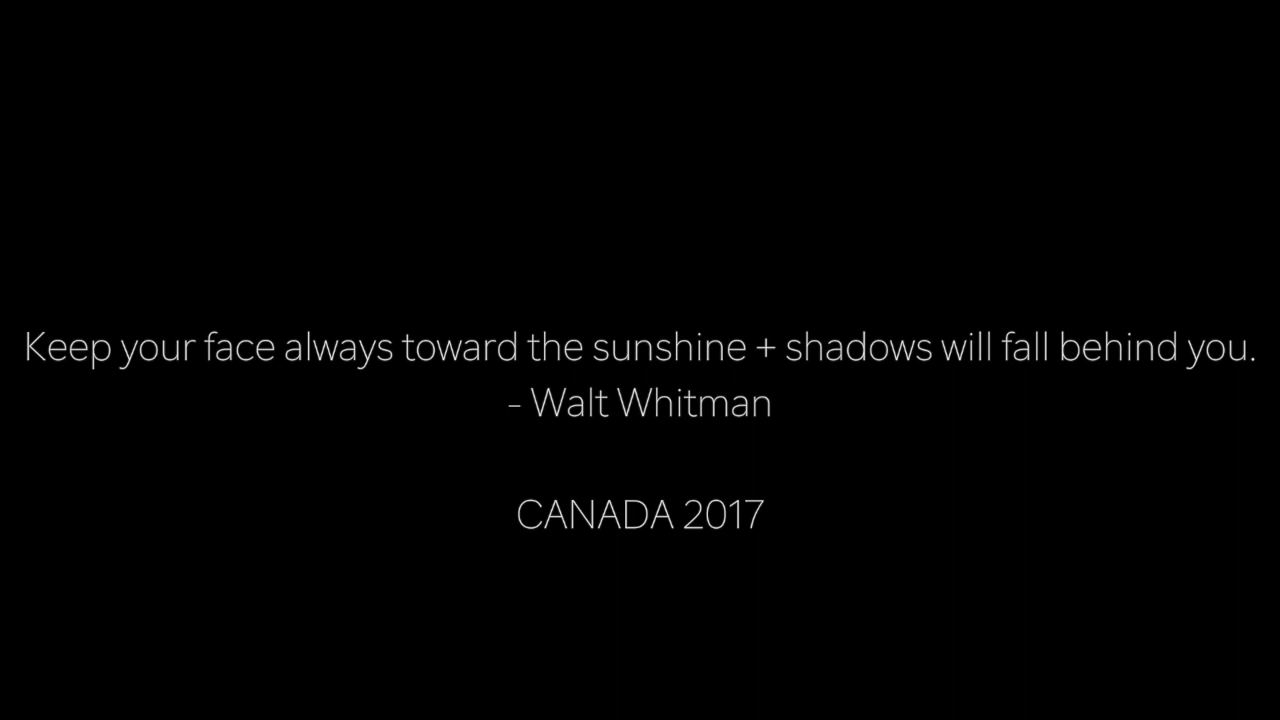 Keep your face always toward the sunshine + shadows will fall behind you.
- Walt Whitman
CANADA 2017